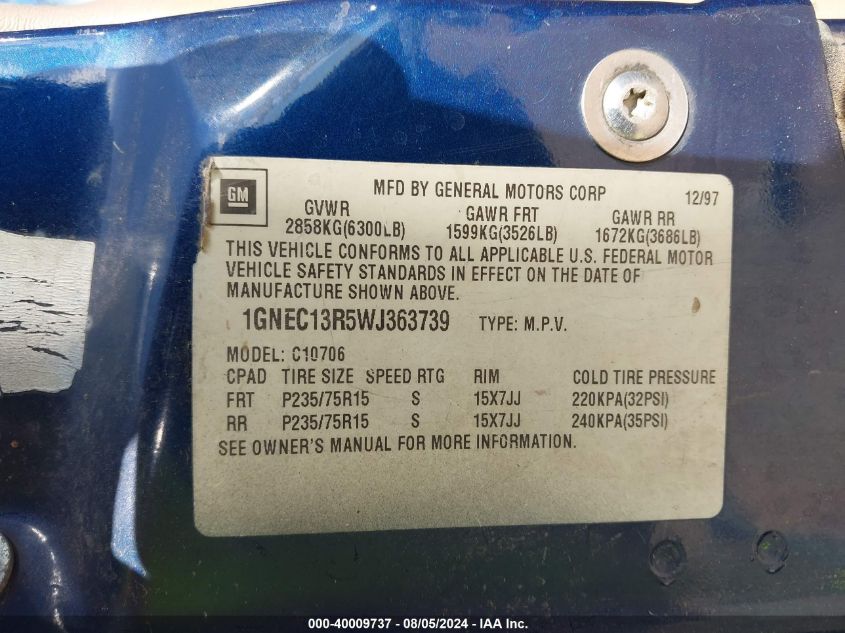 GM
MFD BY GENERAL MOTORS CORP 12/97
GVWR GAWR FRT GAWR RR
2858KG(6300LB) 1599KG(3526LB) 1672KG(3686LB)
THIS VEHICLE CONFORMS TO ALL APPLICABLE U.S. FEDERAL MOTOR
VEHICLE SAFETY STANDARDS IN EFFECT ON THE DATE OF
MANUFACTURE SHOWN ABOVE.
1GNEC13R5WJ363739 TYPE: M.P.V.
MODEL: C10706
CPAD TIRE SIZE SPEED RTG RIM COLD TIRE PRESSURE
FRT P235/75R15 S 15X7JJ 220KPA(32PSI)
RR P235/75R15 S 15X7JJ 240KPA(35PSI)
SEE OWNER'S MANUAL FOR MORE INFORMATION.
000-40009737 - 08/05/2024 - IAA Inc.